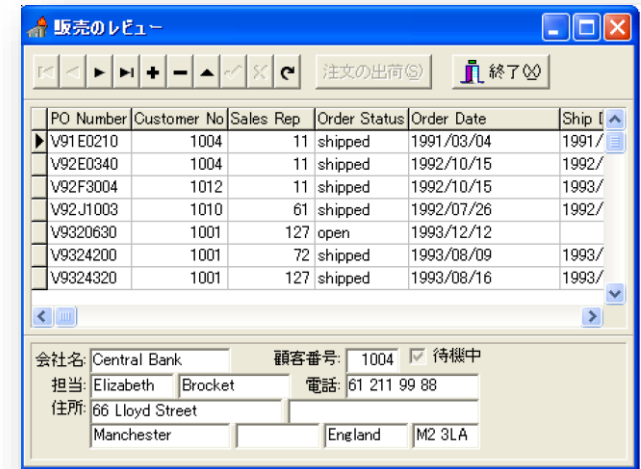 販売のレビュー
注文の出荷(S) 終了(X)
PO Number Customer No Sales Rep Order Status Order Date Ship
V91E0210 1004 11 shipped 1991/03/04 1991/
V92E0340 1004 11 shipped 1992/10/15 1992/
V92F3004 1012 11 shipped 1992/10/15 1993/
V92J1003 1010 61 shipped 1992/07/26 1992/
V9320630 1001 127 open 1993/12/12
V9324200 1001 72 shipped 1993/08/09 1993/
V9324320 1001 127 shipped 1993/08/16 1993/
会社名: Central Bank 顧客番号: 1004 待機中
担当: Elizabeth Brocket 電話: 61 211 99 88
住所: 66 Lloyd Street
Manchester England M2 3LA